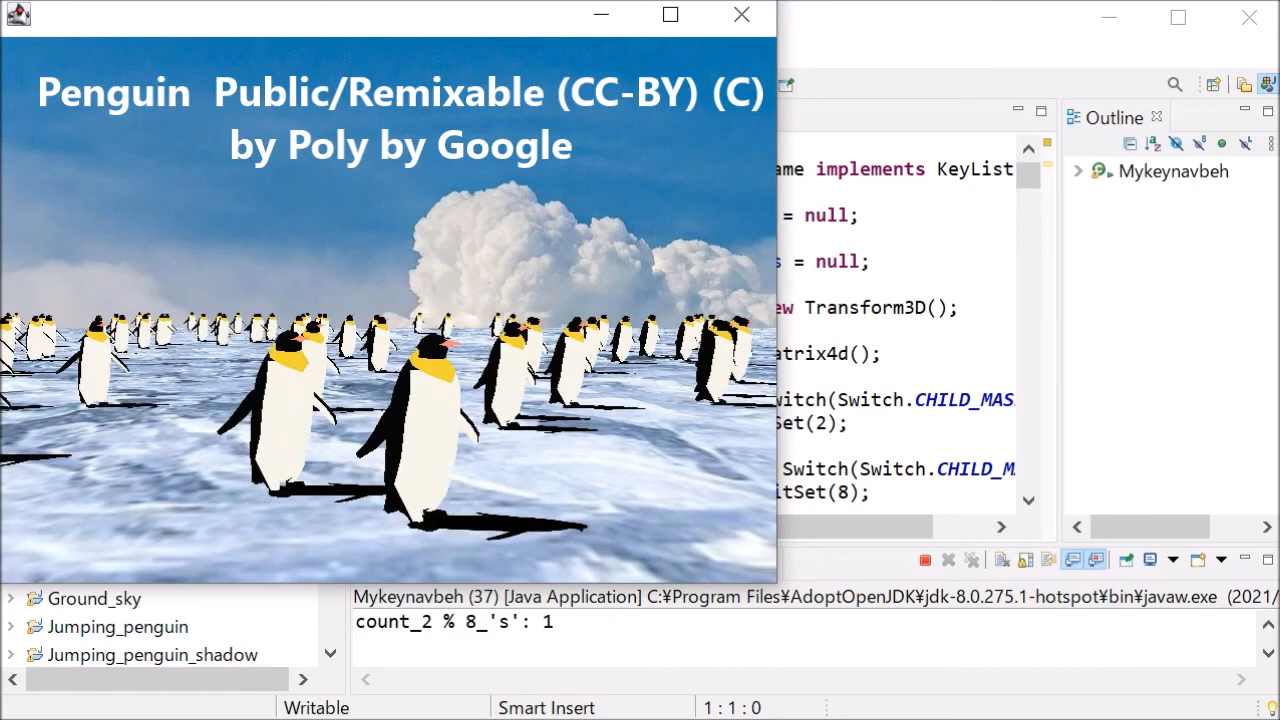 Penguin  Public/Remixable (CC-BY) (C)
by Poly by Google
Outline
ame implements KeyList
Mykeynavbeh
= null;
s = null;
ew Transform3D();
atrix4d();
witch(Switch.CHILD_MAS
et(2);
Switch(Switch.CHILD_M
itSet(8);
Ground_sky
Jumping_penguin
Jumping_penguin_shadow
Mykeynavbeh (37) [Java Application] C:¥Program Files¥AdoptOpenJDK¥jdk-8.0.275.1-hotspot¥bin¥javaw.exe  (2021/
count_2 % 8_'s': 1
Writable
Smart Insert
1 : 1 : 0